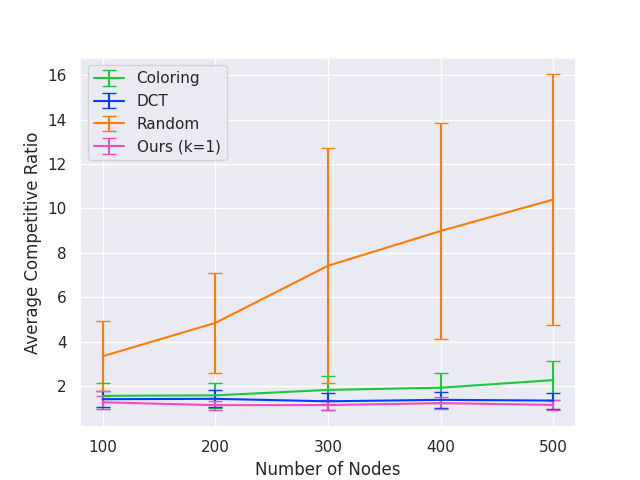 Coloring
DCT
Random
Ours (k=1)
16
14
12
10
8
6
4
2
Average Competitive Ratio
100 200 300 400 500
Number of Nodes